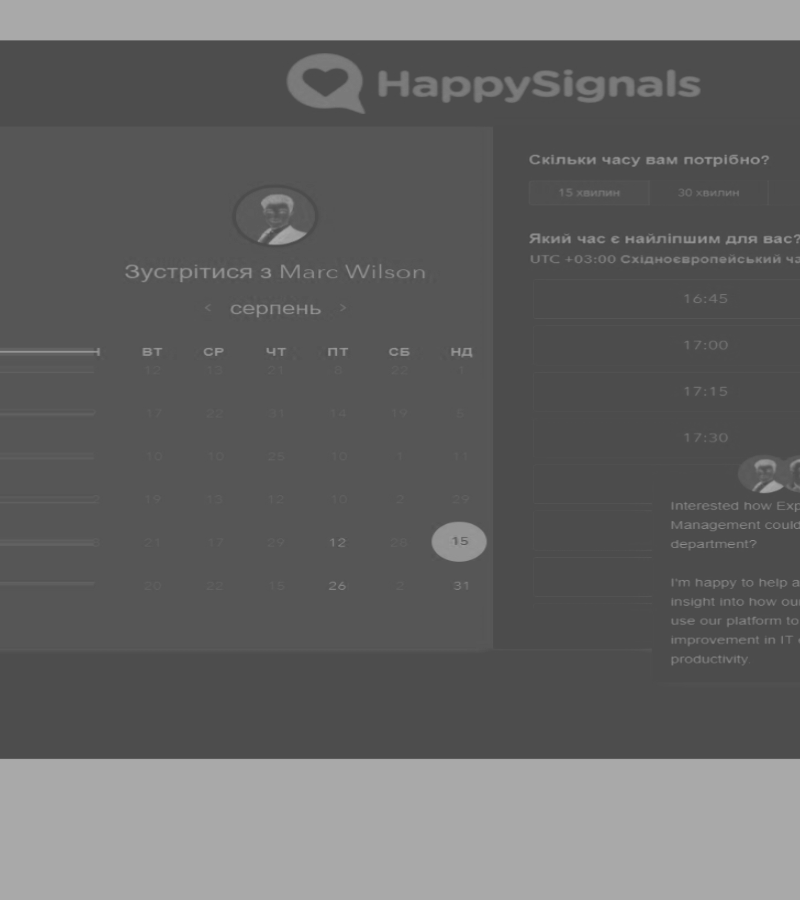 HappySignals
Зустрітися з Marc Wilson
< серпень >
ВТ СР ЧТ ПТ СБ НД
12 13 21 8 22 1
17 22 31 14 19 5
10 10 25 10 1 11
19 13 12 10 2 29
21 17 29 12 26 15
20 22 15 26 2 31
Скільки часу вам потрібно?
15 хвилин 30 хвилин
Який час є найліпшим для вас?
UTC +03:00 Східноєвропейський
16:45
17:00
17:15
17:30
Interested how Exp
Management could
department?
I'm happy to help a
insight into how ou
use our platform to
improvement in IT
productivity